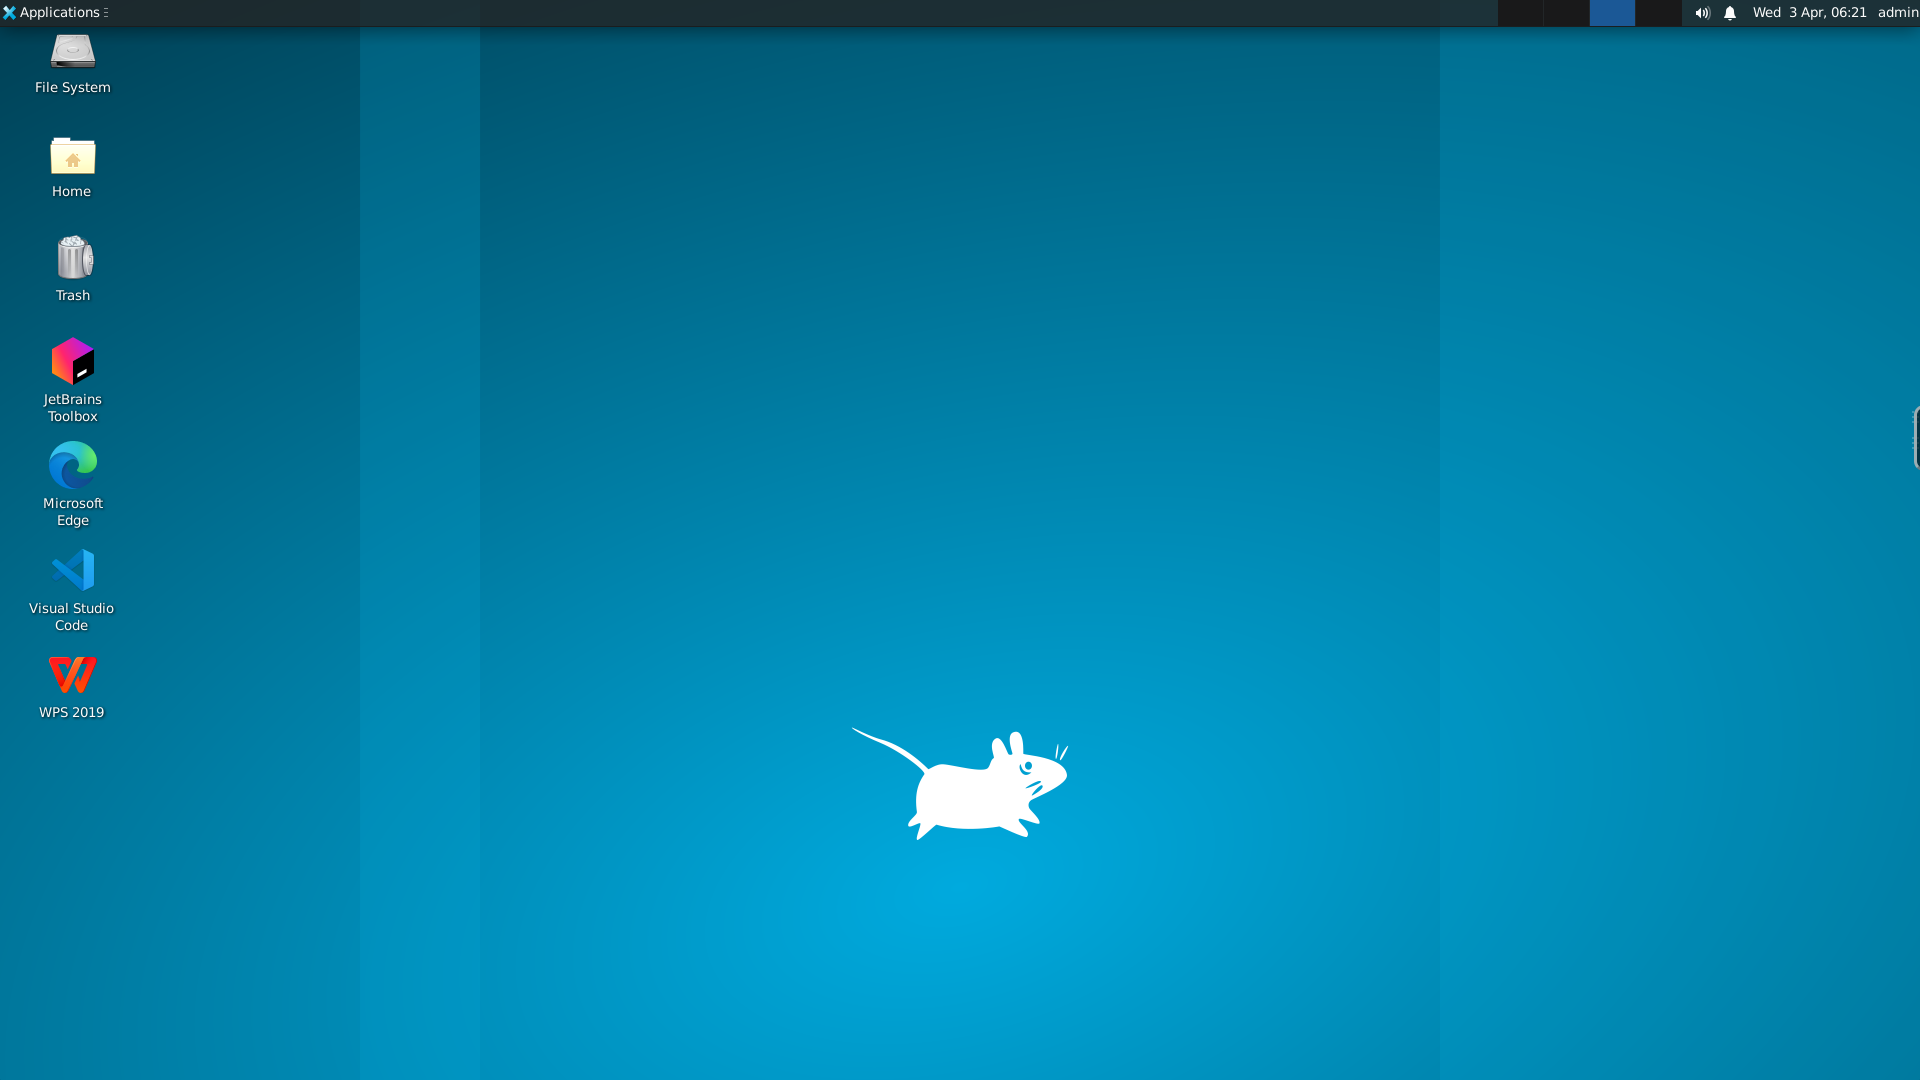 Applications
Wed 3 Apr, 06:21 admin
File System
Home
Trash
JetBrains
Toolbox
Microsoft
Edge
Visual Studio
Code
WPS 2019